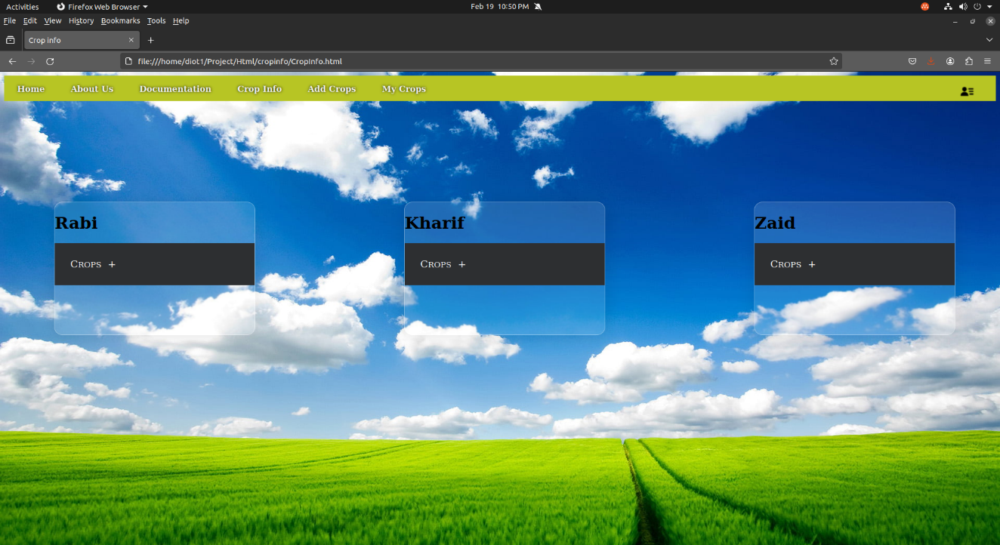 Activities Firefox Web Browser Feb 19 10:50 PM
File Edit View History Bookmarks Tools Help
Crop info
file:///home/diot1/Project/Html/cropinfo/CropInfo.html
Home About Us Documentation Crop Info Add Crops My Crops
Rabi Kharif Zaid
Crops + Crops + Crops +